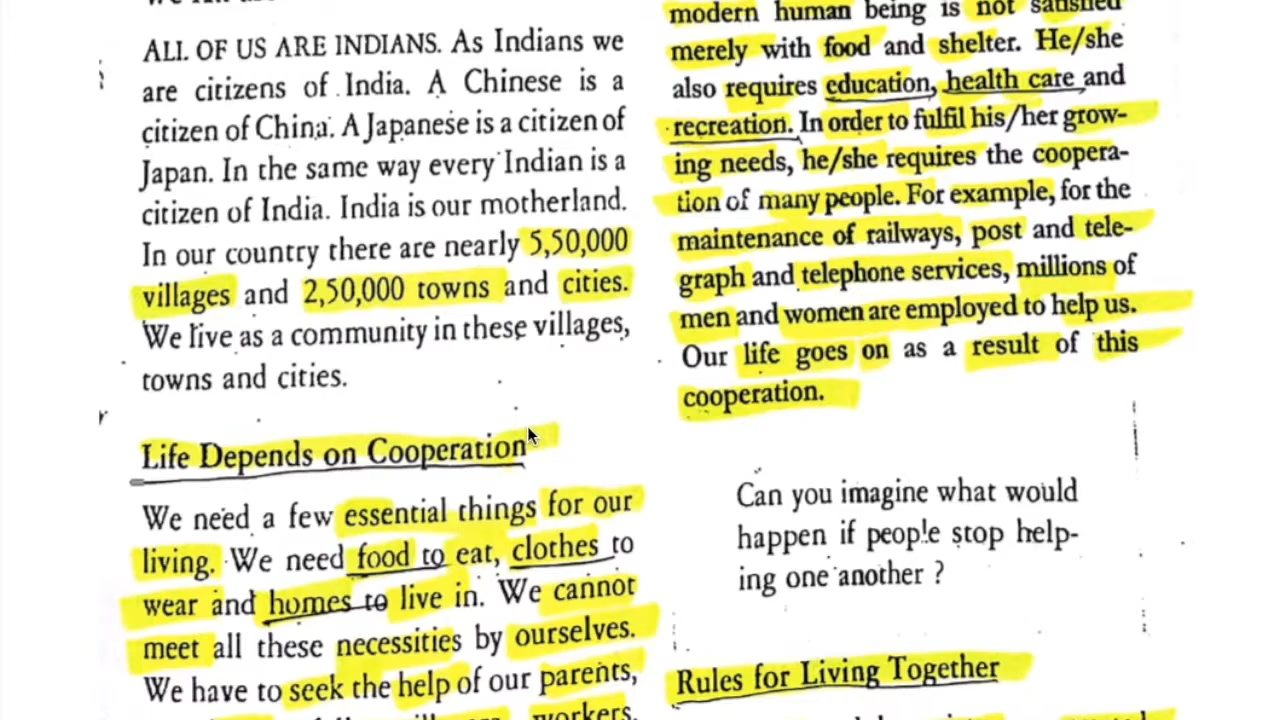 ALL OF US ARE INDIANS. As Indians we
are citizens of India. A Chinese is a
citizen of China. A Japanese is a citizen of
Japan. In the same way every Indian is a
citizen of India. India is our motherland.
In our country there are nearly 5,50,000
villages and 2,50,000 towns and cities.
We live as a community in these villages,
towns and cities.
Life Depends on Cooperation
We need a few essential things for our
living. We need food to eat, clothes to
wear and homes to live in. We cannot
meet all these necessities by ourselves.
We have to seek the help of our parents,
workers,
modern human being is not satisfied
merely with food and shelter. He/she
also requires education, health care and
recreation. In order to fulfil his/her grow-
ing needs, he/she requires the coopera-
tion of many people. For example, for the
maintenance of railways, post and tele-
graph and telephone services, millions of
men and women are employed to help us.
Our life goes on as a result of this
cooperation.
Can you imagine what would
happen if people stop help-
ing one another ?
Rules for Living Together